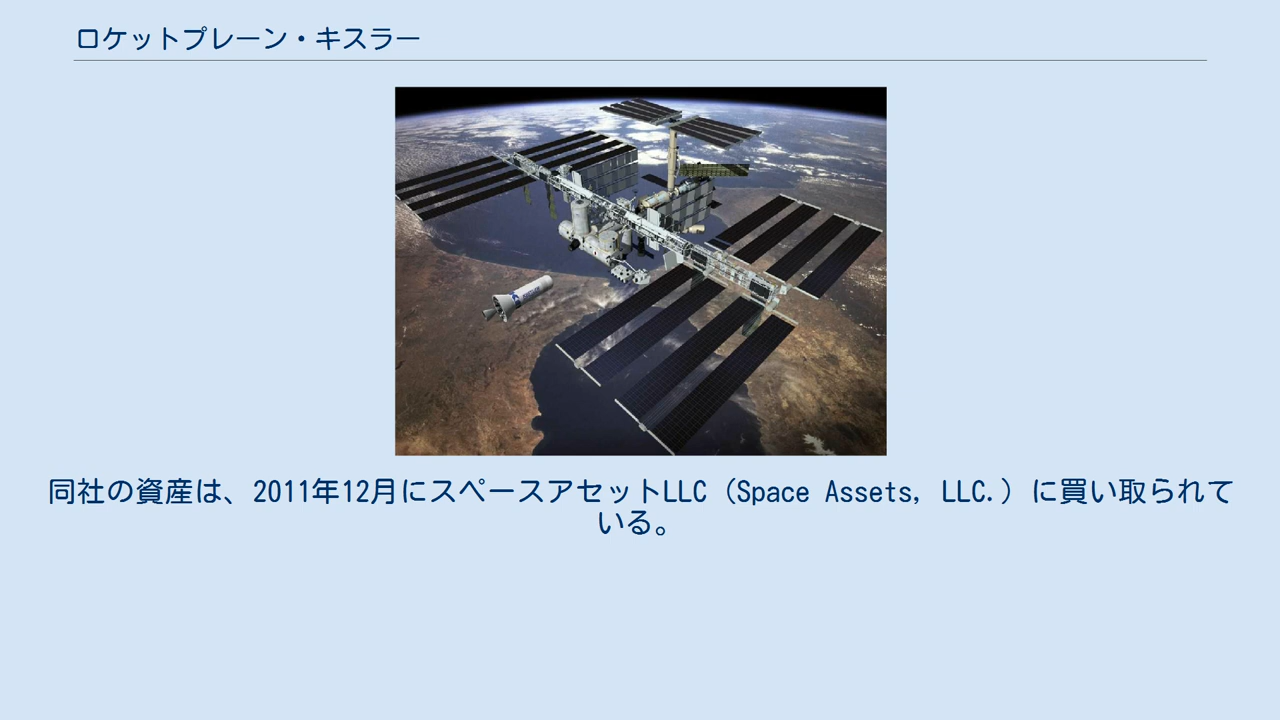 ロケットプレーン・キスラー
同社の資産は、2011年12月にスペースアセットLLC（Space Assets, LLC.）に買い取られて
いる。